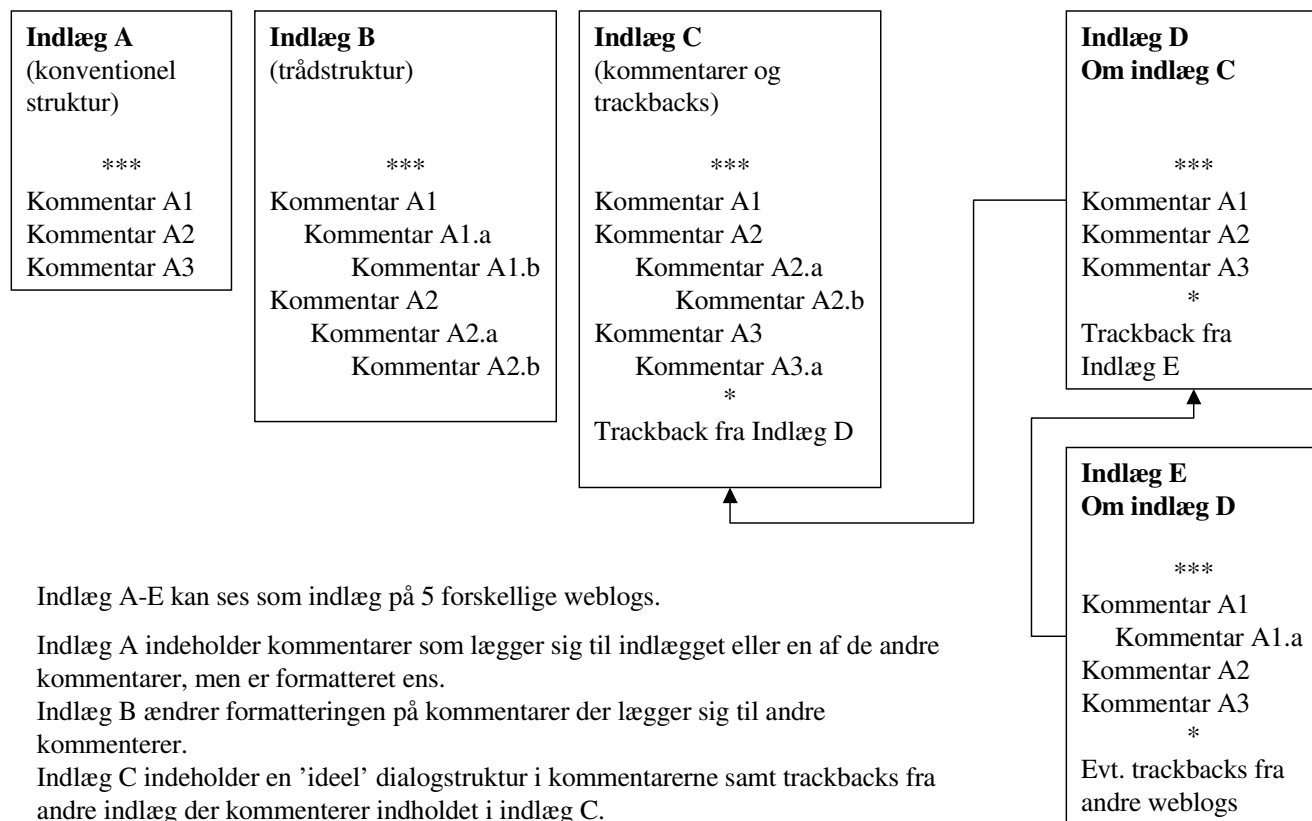 Indlæg A
(konventionel
struktur)
***
Kommentar A1
Kommentar A2
Kommentar A3
Indlæg B
(trådstruktur)
***
Kommentar A1
Kommentar A1.a
Kommentar A1.b
Kommentar A2
Kommentar A2.a
Kommentar A2.b
Indlæg C
(kommentarer og
trackbacks)
***
Kommentar A1
Kommentar A2
Kommentar A2.a
Kommentar A2.b
Kommentar A3
Kommentar A3.a
*
Trackback fra Indlæg D
Indlæg D
Om indlæg C
***
Kommentar A1
Kommentar A2
Kommentar A3
*
Trackback fra
Indlæg E
Indlæg E
Om indlæg D
***
Kommentar A1
Kommentar A1.a
Kommentar A2
Kommentar A3
*
Evt. trackbacks fra
andre weblogs
Indlæg A-E kan ses som indlæg på 5 forskellige weblogs.
Indlæg A indeholder kommentarer som lægger sig til indlægget eller en af de andre
kommentarer, men er formatteret ens.
Indlæg B ændrer formatteringen på kommentarer der lægger sig til andre
kommenterer.
Indlæg C indeholder en ’ideel’ dialogstruktur i kommentarerne samt trackbacks fra
andre indlæg der kommenterer indholdet i indlæg C.